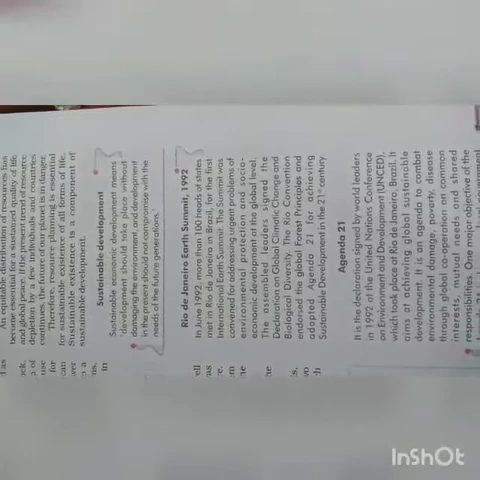 An equitable distribution of resources has
become essential for a sustainable quality of life
and global peace. If the present trend of resource
depletion by a few individuals and countries
continues, the future of our planet is in danger.
Therefore, resource planning is essential
for sustainable existence of all forms of life.
Sustainable existence is a component of
sustainable development.
Sustainable development
Sustainable economic development means
'development should take place without
damaging the environment, and development
in the present should not compromise with the
needs of the future generations.'
Rio de Janeiro Earth Summit, 1992
In June 1992, more than 100 heads of states
met in Rio de Janeiro in Brazil, for the first
International Earth Summit. The Summit was
convened for addressing urgent problems of
environmental protection and socio-
economic development at the global level.
The assembled leaders signed the
Declaration on Global Climatic Change and
Biological Diversity. The Rio Convention
endorsed the global Forest Principles and
adopted Agenda 21 for achieving
Sustainable Development in the 21st century.
Agenda 21
It is the declaration signed by world leaders
in 1992 at the United Nations Conference
on Environment and Development (UNCED),
which took place at Rio de Janeiro, Brazil. It
aims at achieving global sustainable
development. It is an agenda to combat
environmental damage, poverty, disease
through global co-operation on common
interests, mutual needs and shared
responsibilities. One major objective of the
InShOt